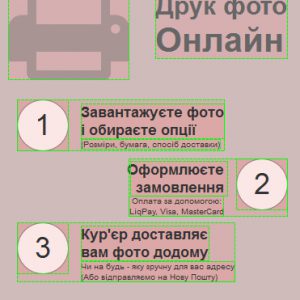 Друк фото
Онлайн
1
Завантажуєте фото
і обираєте опції
(Розміри, бумага, спосіб доставки)
Оформлюєте
замовлення
2
Оплата за допомогою:
LiqPay, Visa, MasterCard
3
Кур'єр доставляє
вам фото додому
Чи на будь - яку зручну для вас адресу
(Або відправляємо на Нову Пошту)